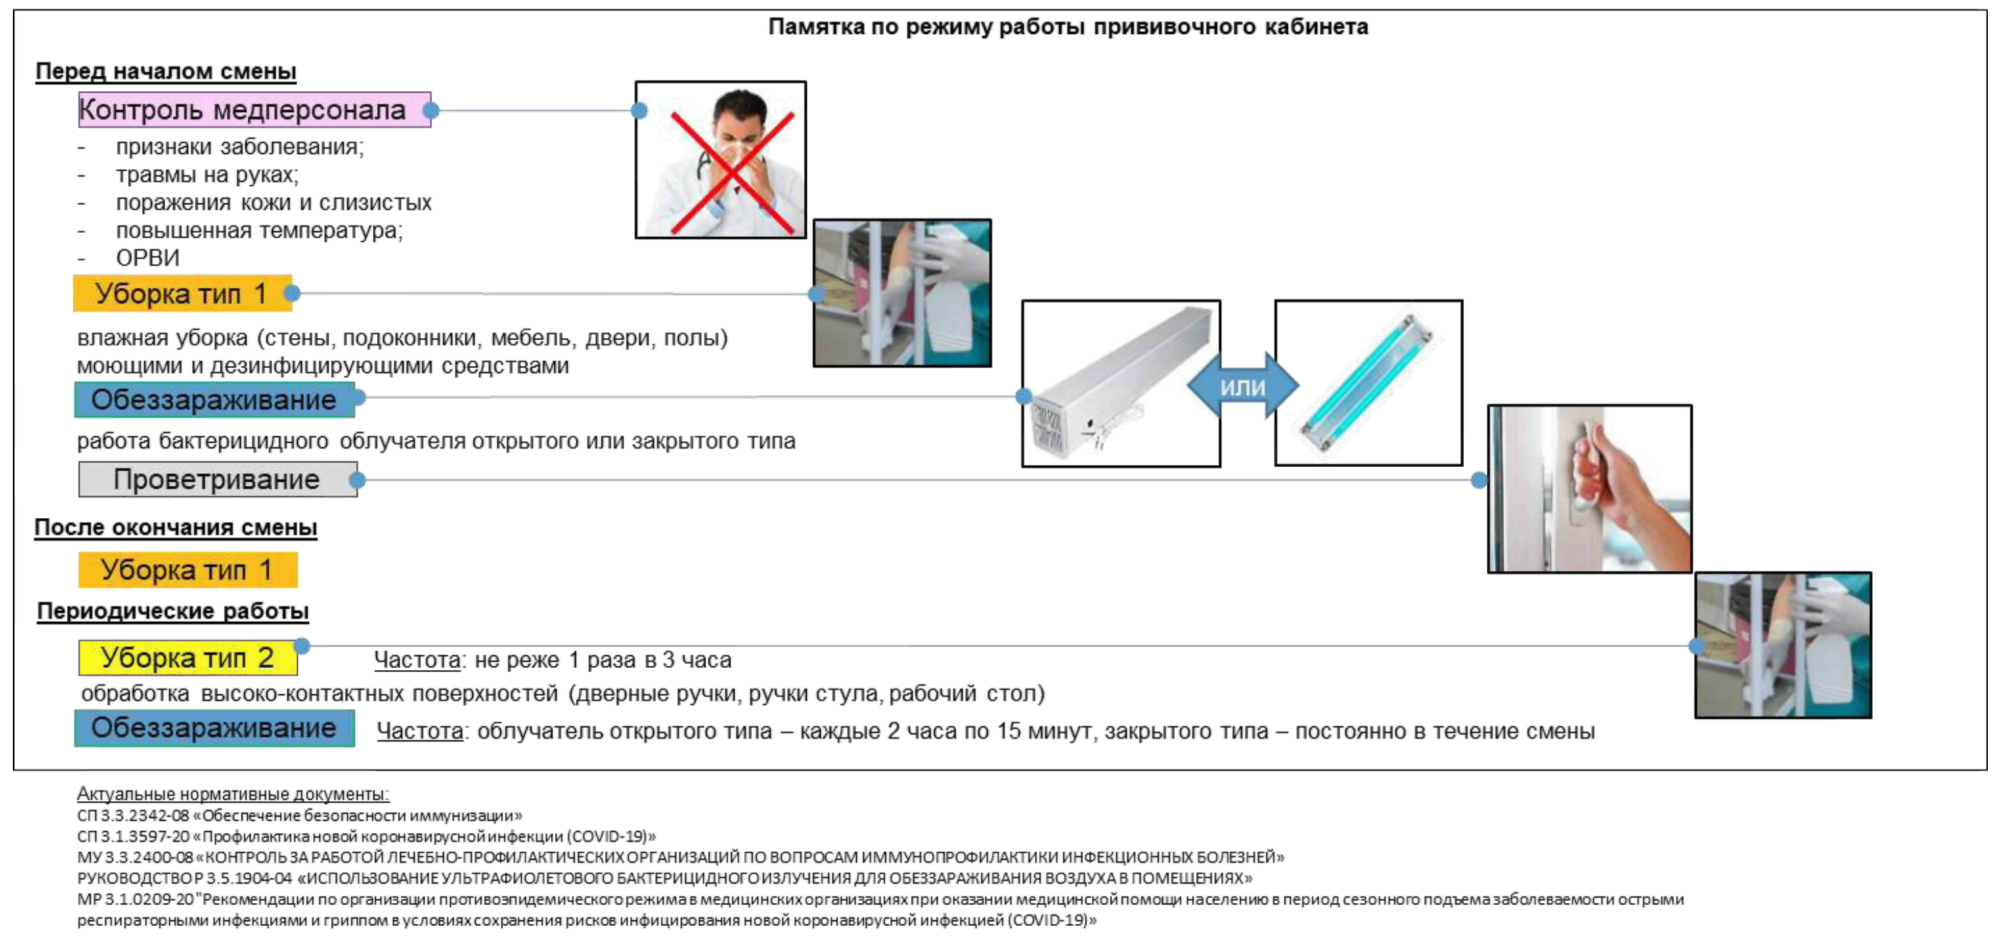 Памятка по режиму работы прививочного кабинета
Перед началом смены
Контроль медперсонала
- признаки заболевания;
- травмы на руках;
- поражения кожи и слизистых
- повышенная температура;
- ОРВИ
Уборка тип 1
влажная уборка (стены, подоконники, мебель, двери, полы)
моющими и дезинфицирующими средствами
Обеззараживание
или
работа бактерицидного облучателя открытого или закрытого типа
Проветривание
После окончания смены
Уборка тип 1
Периодические работы
Уборка тип 2 Частота: не реже 1 раза в 3 часа
обработка высоко-контактных поверхностей (дверные ручки, ручки стула, рабочий стол)
Обеззараживание Частота: облучатель открытого типа – каждые 2 часа по 15 минут, закрытого типа – постоянно в течение смены
Актуальные нормативные документы:
СП 3.3.2342-08 «Обеспечение безопасности иммунизации»
СП 3.1.3597-20 «Профилактика новой коронавирусной инфекции (COVID-19)»
МУ 3.3.2400-08 «КОНТРОЛЬ ЗА РАБОТОЙ ЛЕЧЕБНО-ПРОФИЛАКТИЧЕСКИХ ОРГАНИЗАЦИЙ ПО ВОПРОСАМ ИММУНОПРОФИЛАКТИКИ ИНФЕКЦИОННЫХ БОЛЕЗНЕЙ»
РУКОВОДСТВО Р 3.5.1904-04 «ИСПОЛЬЗОВАНИЕ УЛЬТРАФИОЛЕТОВОГО БАКТЕРИЦИДНОГО ИЗЛУЧЕНИЯ ДЛЯ ОБЕЗЗАРАЖИВАНИЯ ВОЗДУХА В ПОМЕЩЕНИЯХ»
МР 3.1.0209-20 "Рекомендации по организации противоэпидемического режима в медицинских организациях при оказании медицинской помощи населению в период сезонного подъема заболеваемости острыми
респираторными инфекциями и гриппом в условиях сохранения рисков инфицирования новой коронавирусной инфекцией (COVID-19)»